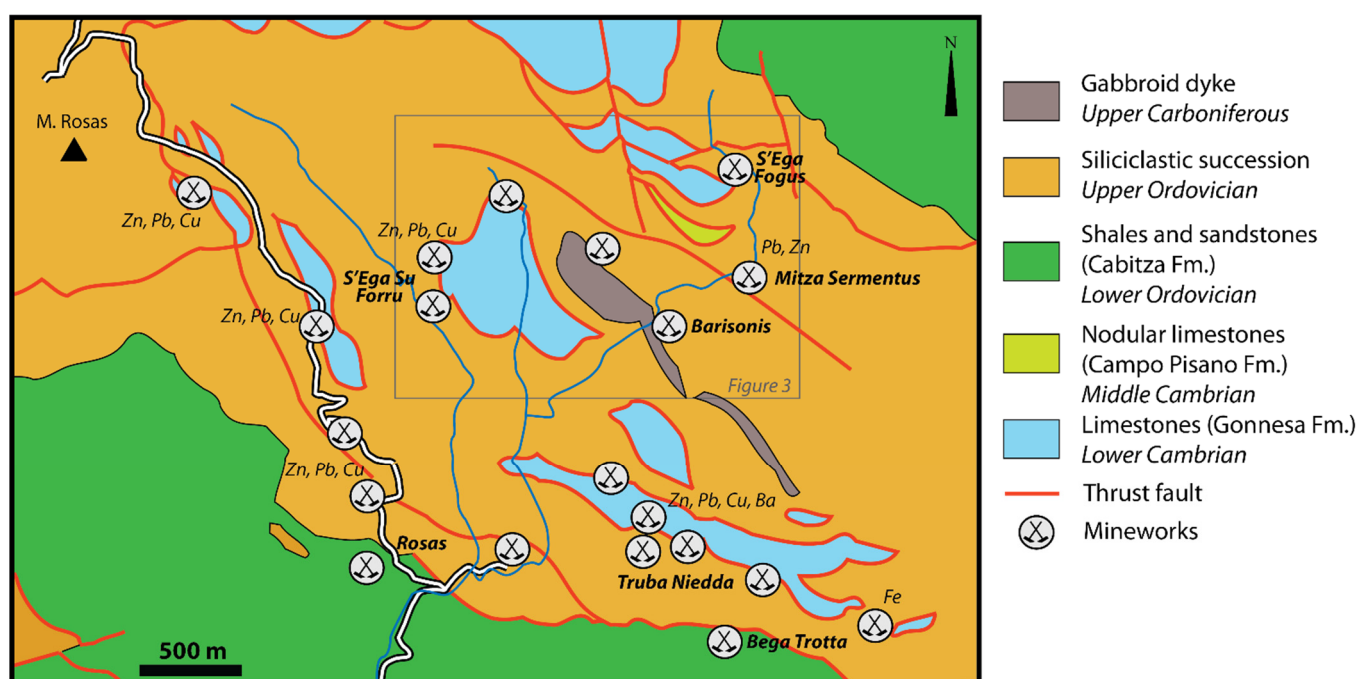 N
M. Rosas
S'Ega
Fogus
Zn, Pb, Cu
Zn, Pb, Cu
Pb, Zn
S'Ega Su
Forru
Mitza Sermentus
Zn, Pb, Cu
Barisonis
Figure 3
Zn, Pb, Cu
Zn, Pb, Cu, Ba
Rosas
Truba Niedda
Fe
Bega Trotta
500 m
Gabbroid dyke
Upper Carboniferous
Siliciclastic succession
Upper Ordovician
Shales and sandstones
(Cabitza Fm.)
Lower Ordovician
Nodular limestones
(Campo Pisano Fm.)
Middle Cambrian
Limestones (Gonnesa Fm.)
Lower Cambrian
Thrust fault
Mineworks